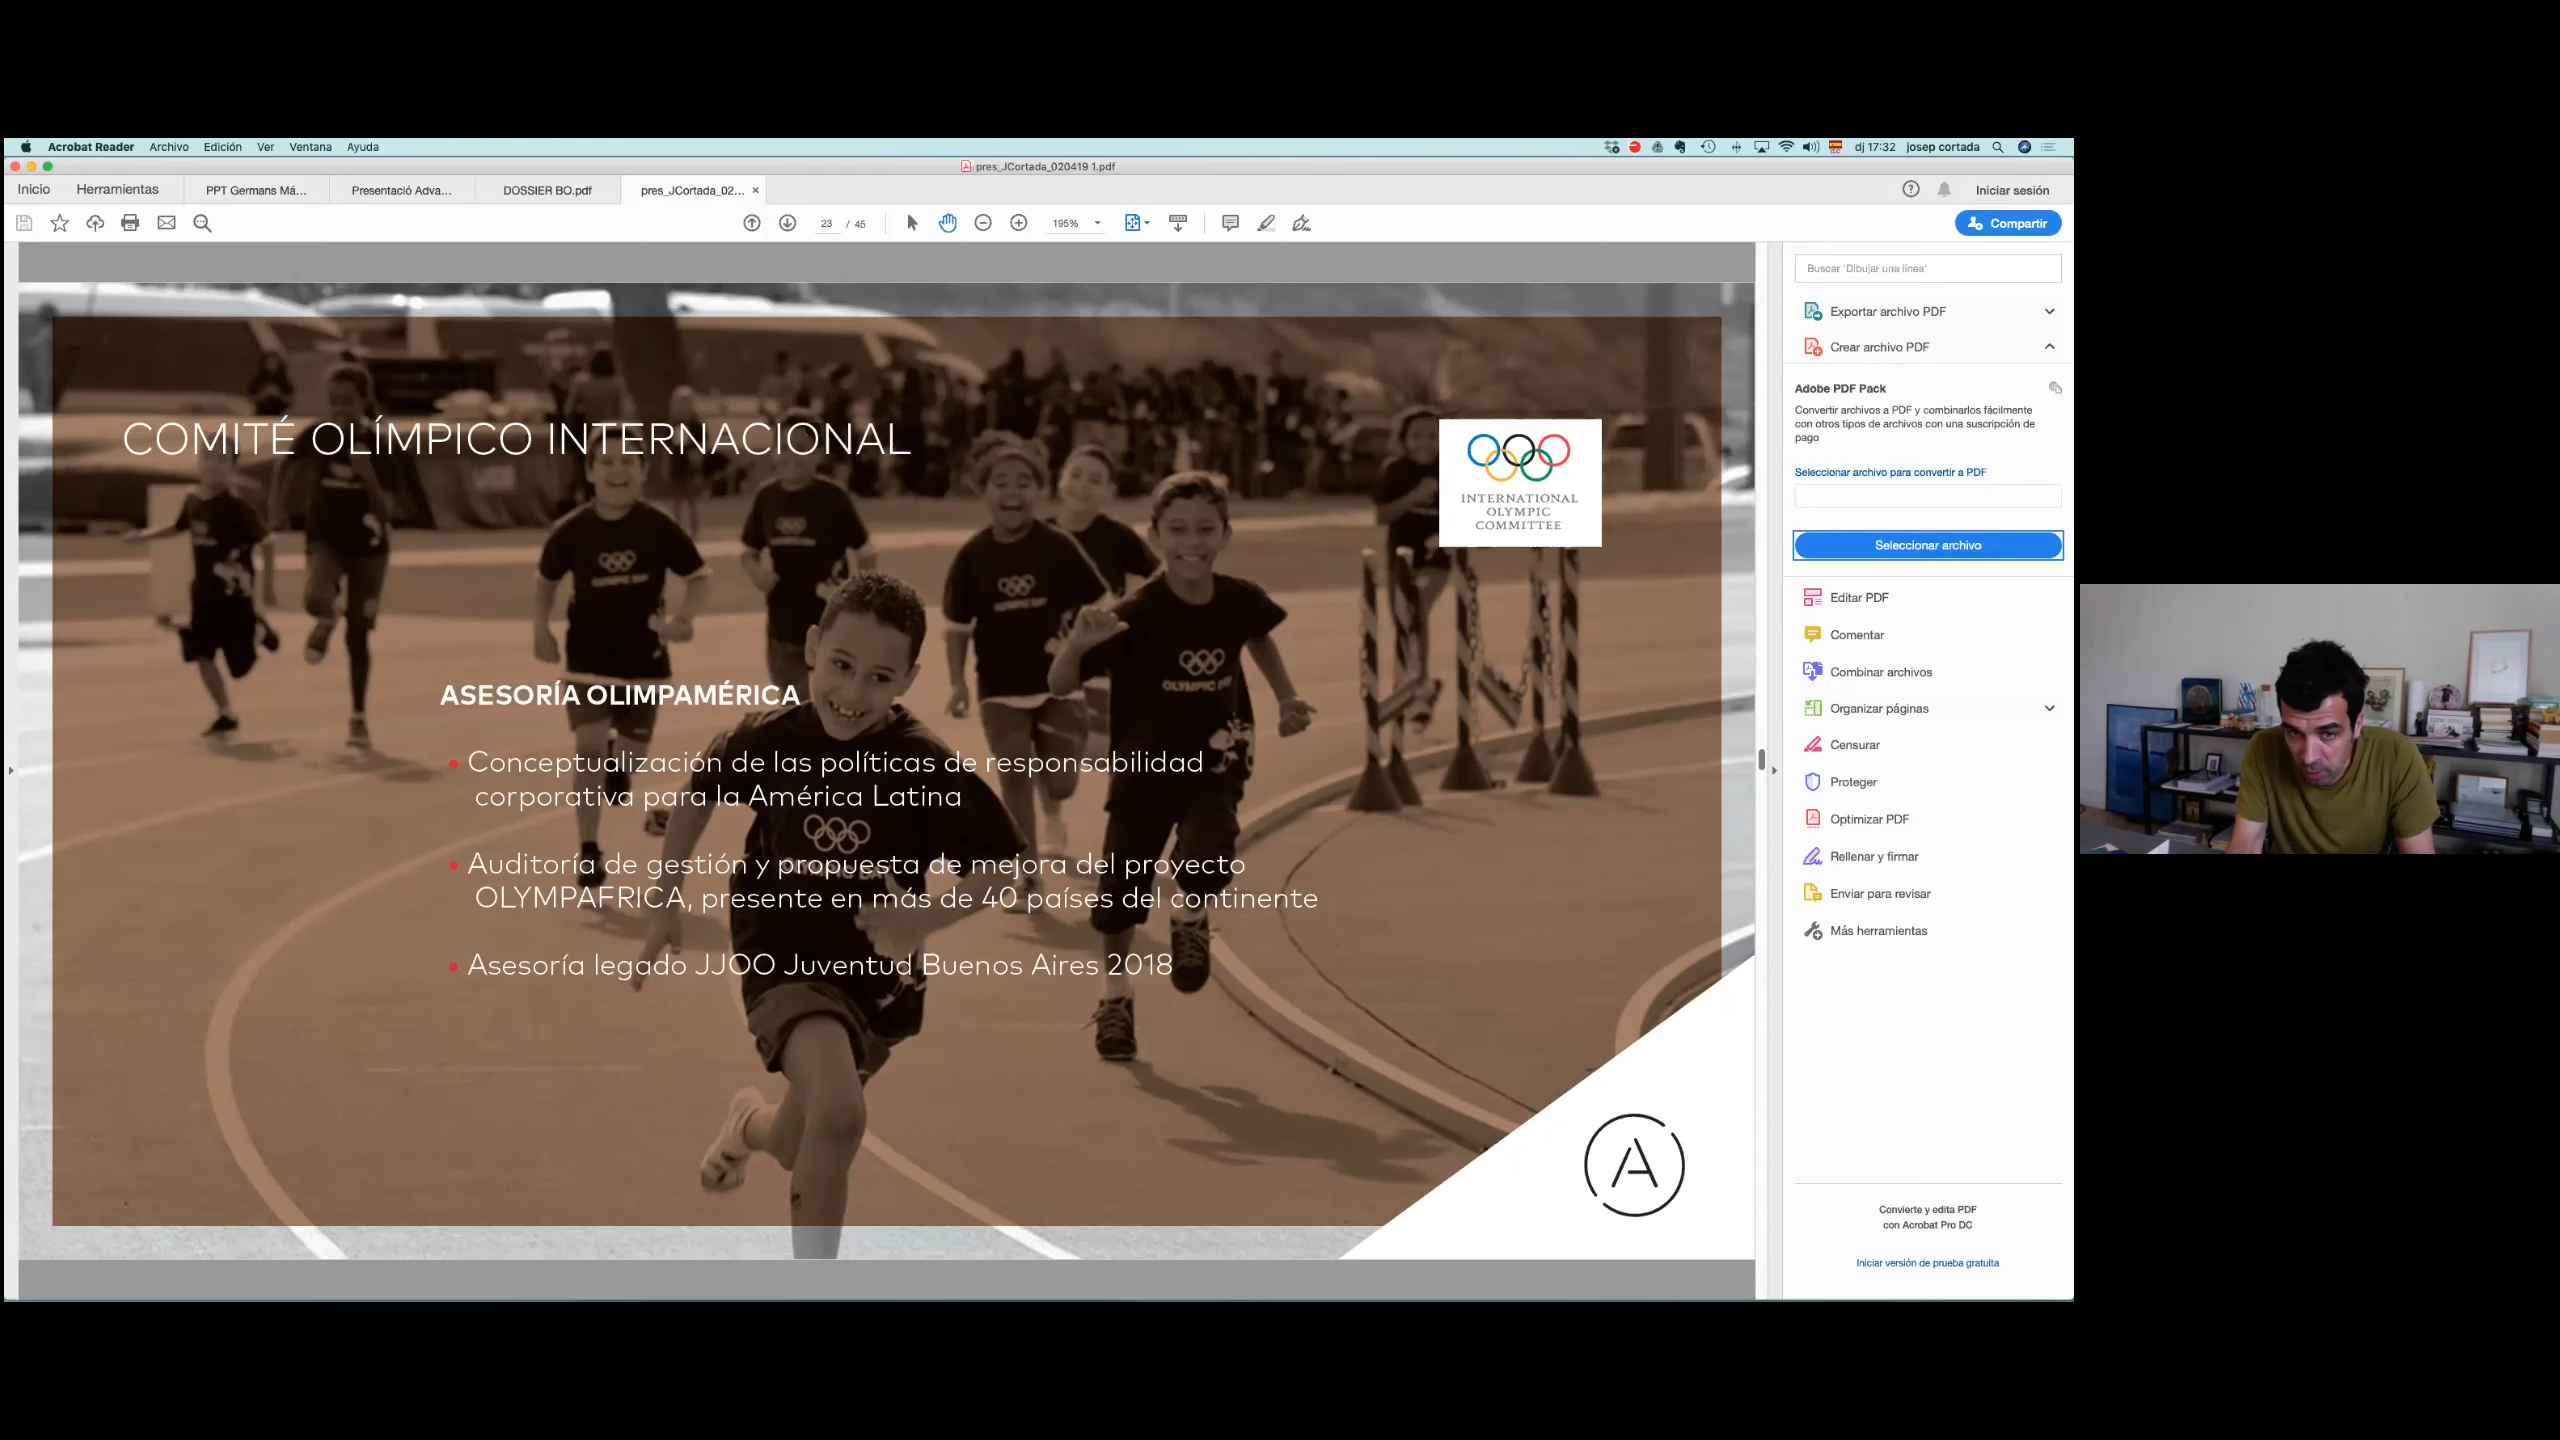 Acrobat Reader Archivo Edición Ver Ventana Ayuda
dj 17:32 josep cortada
pres_JCortada_020419 1.pdf
Inicio Herramientas PPT Germans Má... Presentació Adva... DOSSIER BO.pdf pres_JCortada_02... ×
Iniciar sesión
23 / 45
195%
Compartir
COMITÉ OLÍMPICO INTERNACIONAL
INTERNATIONAL
OLYMPIC
COMMITTEE
OLYMPIC DAY
OLYMPIC DAY
ASESORÍA OLIMPAMÉRICA
• Conceptualización de las políticas de responsabilidad
corporativa para la América Latina
• Auditoría de gestión y propuesta de mejora del proyecto
OLYMPAFRICA, presente en más de 40 países del continente
• Asesoría legado JJOO Juventud Buenos Aires 2018
A
Buscar 'Dibujar una línea'
Exportar archivo PDF
Crear archivo PDF
Adobe PDF Pack
Convertir archivos a PDF y combinarlos fácilmente
con otros tipos de archivos con una suscripción de
pago
Seleccionar archivo para convertir a PDF
Seleccionar archivo
Editar PDF
Comentar
Combinar archivos
Organizar páginas
Censurar
Proteger
Optimizar PDF
Rellenar y firmar
Enviar para revisar
Más herramientas
Convierte y edita PDF
con Acrobat Pro DC
Iniciar versión de prueba gratuita